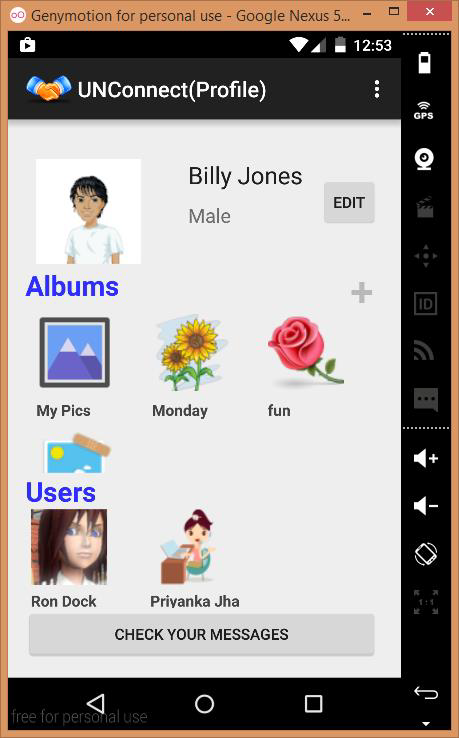 Genymotion for personal use - Google Nexus 5...
12:53
UNConnect(Profile)
GPS
Billy Jones
Male
EDIT
ID
Albums
+
My Pics
Monday
fun
Users
Ron Dock
Priyanka Jha
1:1
CHECK YOUR MESSAGES
free for personal use